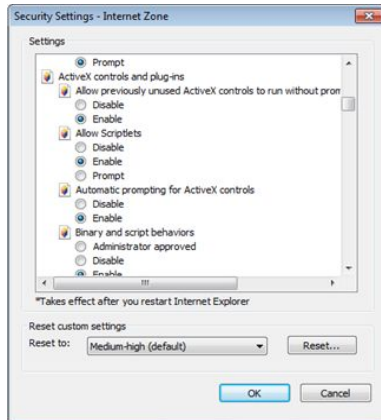 Security Settings - Internet Zone
Settings
Prompt
ActiveX controls and plug-ins
Allow previously unused ActiveX controls to run without prom
Disable
Enable
Allow Scriptlets
Disable
Enable
Prompt
Automatic prompting for ActiveX controls
Disable
Enable
Binary and script behaviors
Administrator approved
Disable
Enable
*Takes effect after you restart Internet Explorer
Reset custom settings
Reset to: Medium-high (default) Reset...
OK Cancel